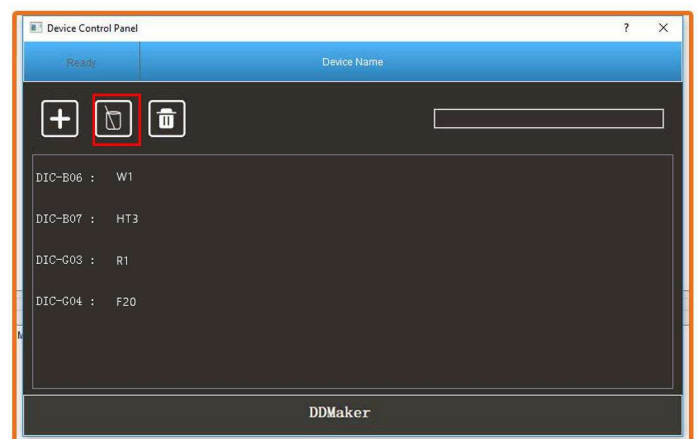 Device Control Panel
Ready
Device Name
DIC-B06 : W1
DIC-B07 : HT3
DIC-G03 : R1
DIC-G04 : F20
M
DDMaker